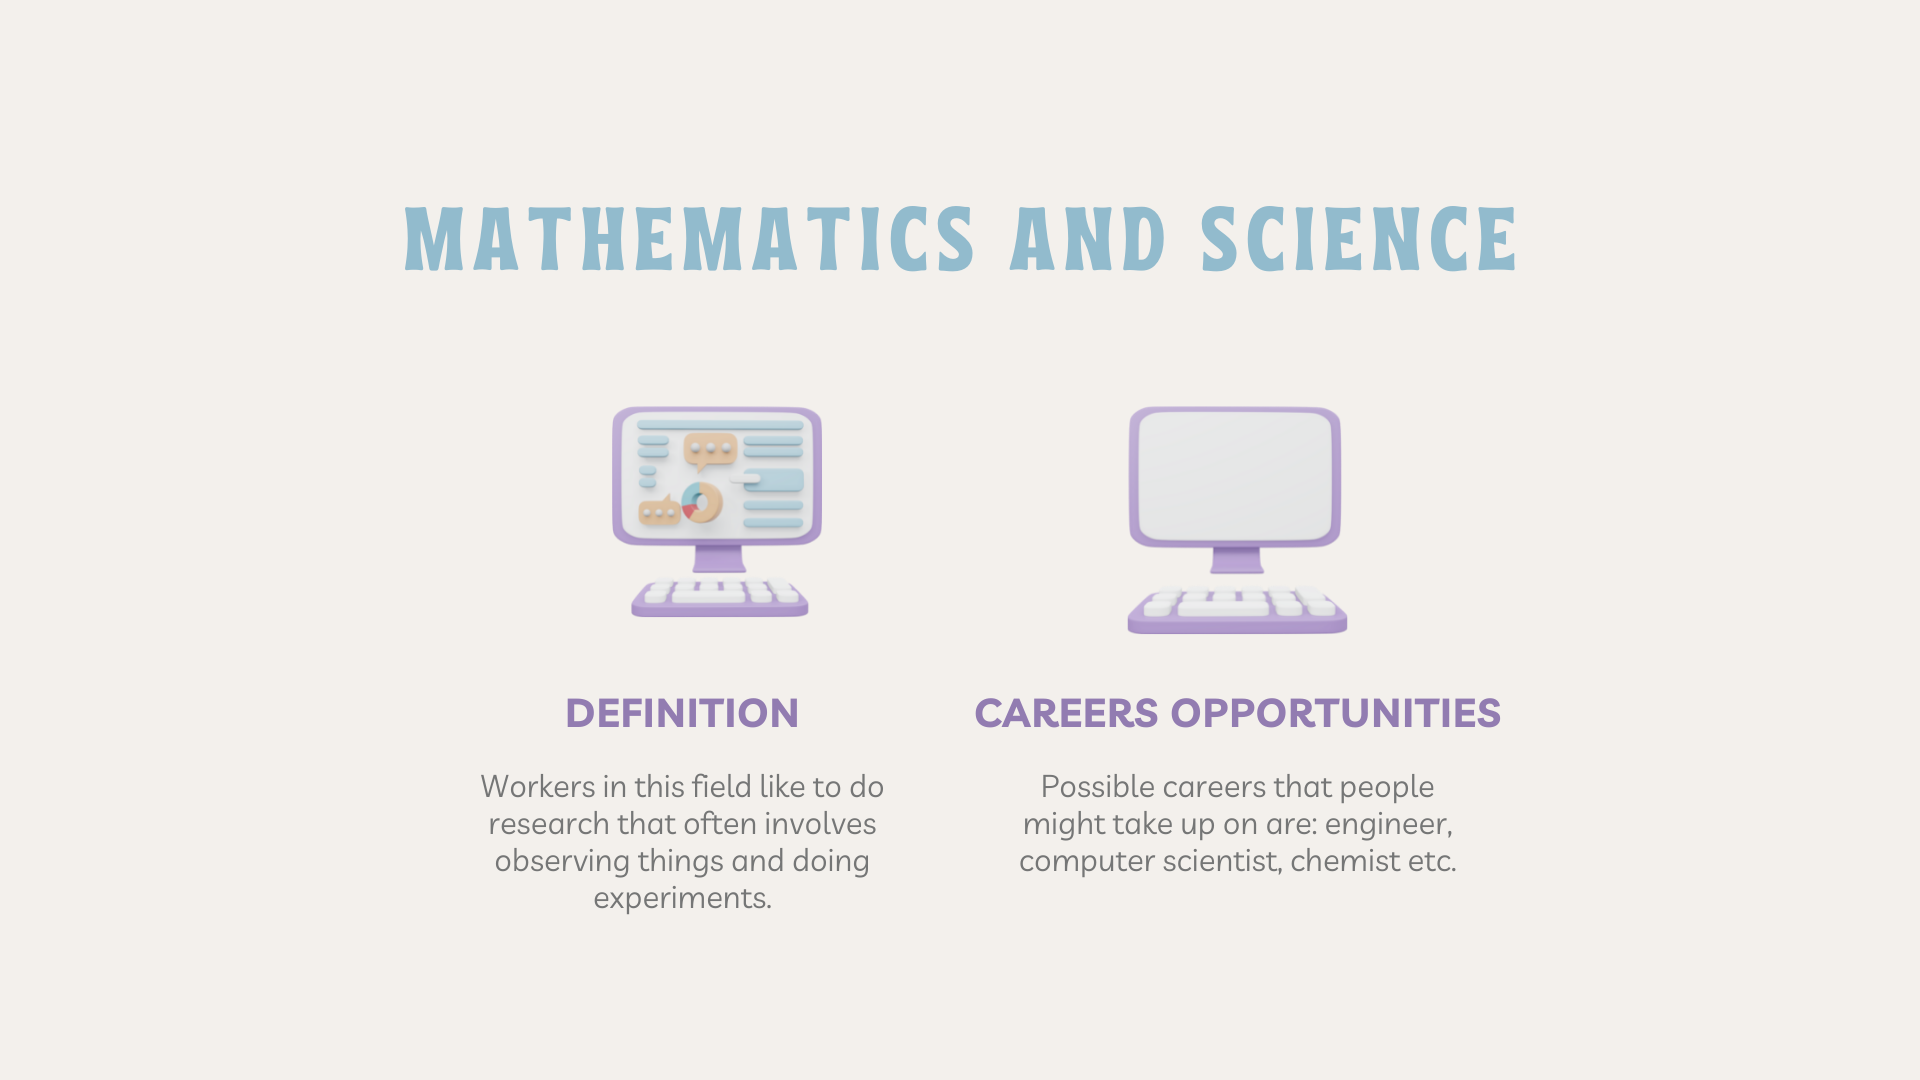 MATHEMATICS AND SCIENCE
DEFINITION
Workers in this field like to do
research that often involves
observing things and doing
experiments.
CAREERS OPPORTUNITIES
Possible careers that people
might take up on are: engineer,
computer scientist, chemist etc.